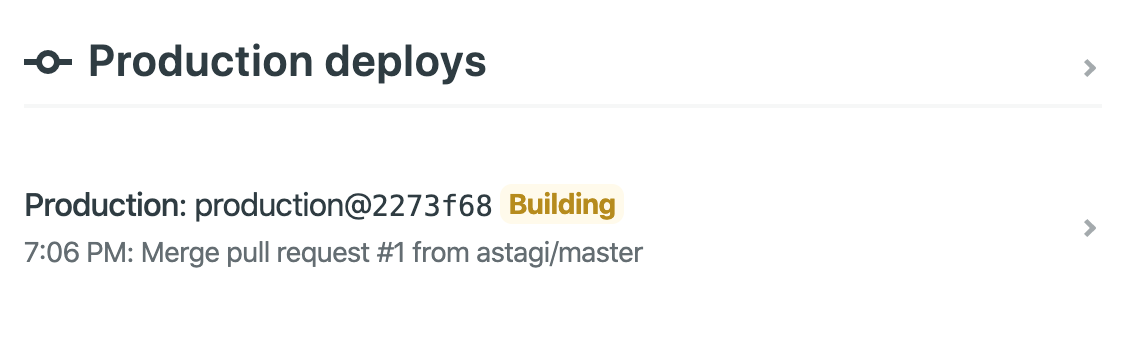 Production deploys
Production: production@2273f68 Building
7:06 PM: Merge pull request #1 from astagi/master